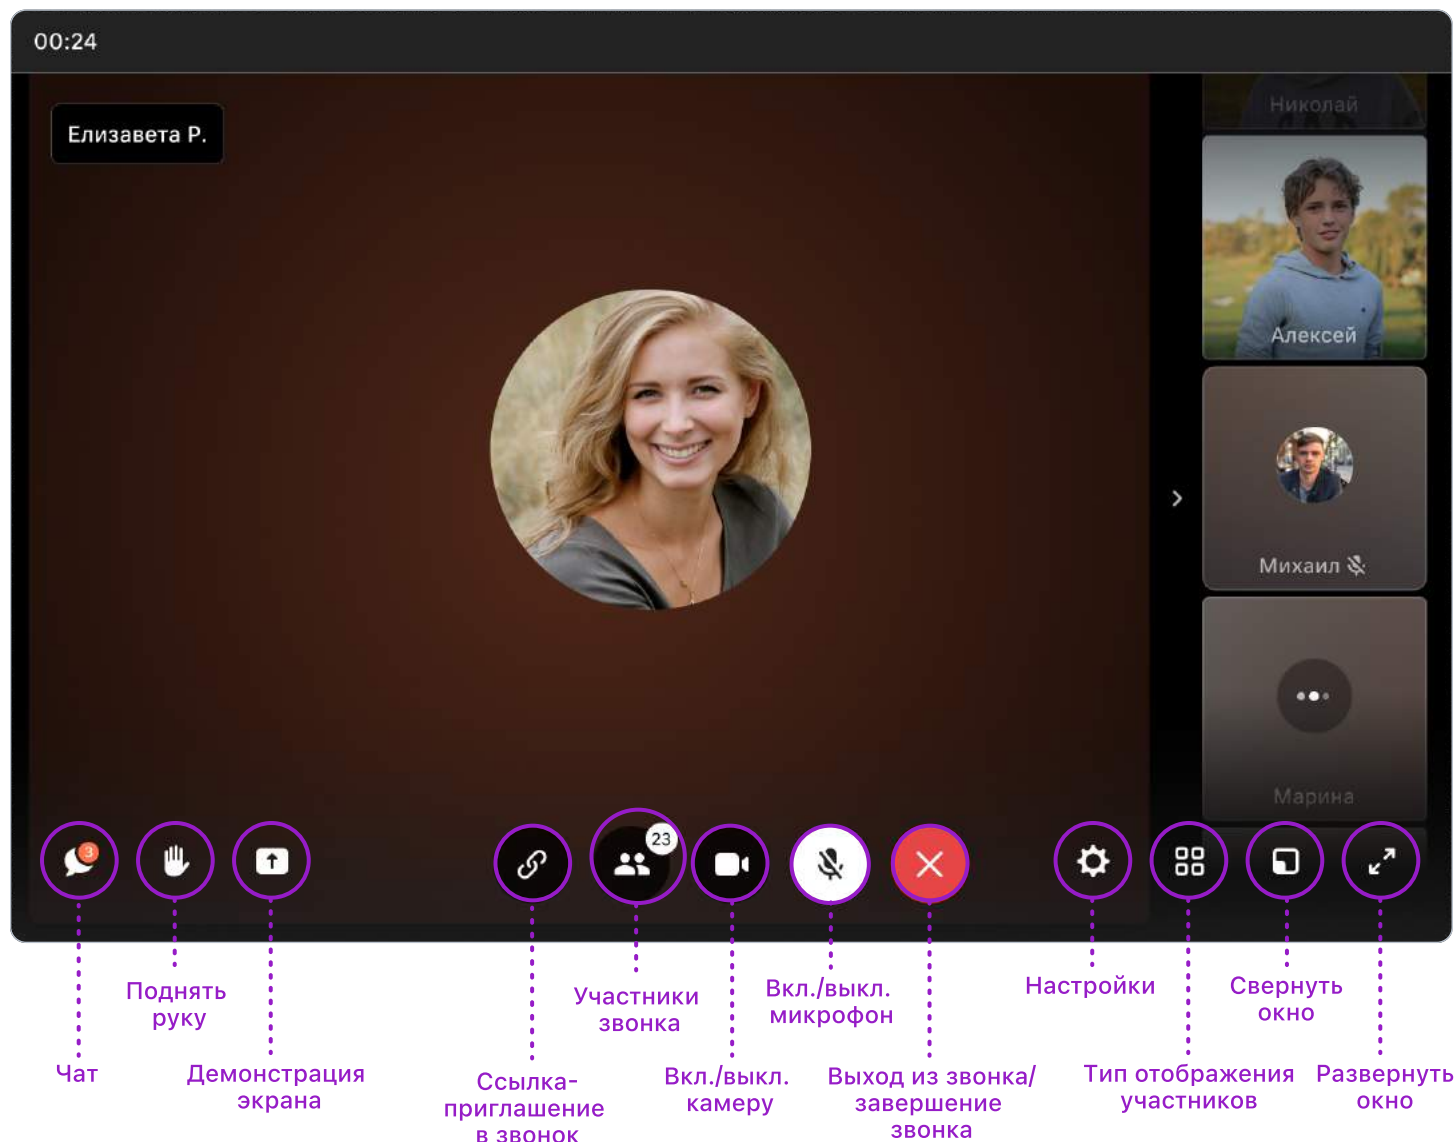 00:24
Елизавета Р.
Николай
Алексей
Михаил
Марина
3
23
Поднять
руку
Участники
звонка
Вкл./выкл.
микрофон
Настройки
Свернуть
окно
Чат
Демонстрация
экрана
Ссылка-
приглашение
в звонок
Вкл./выкл.
камеру
Выход из звонка/
завершение
звонка
Тип отображения
участников
Развернуть
окно